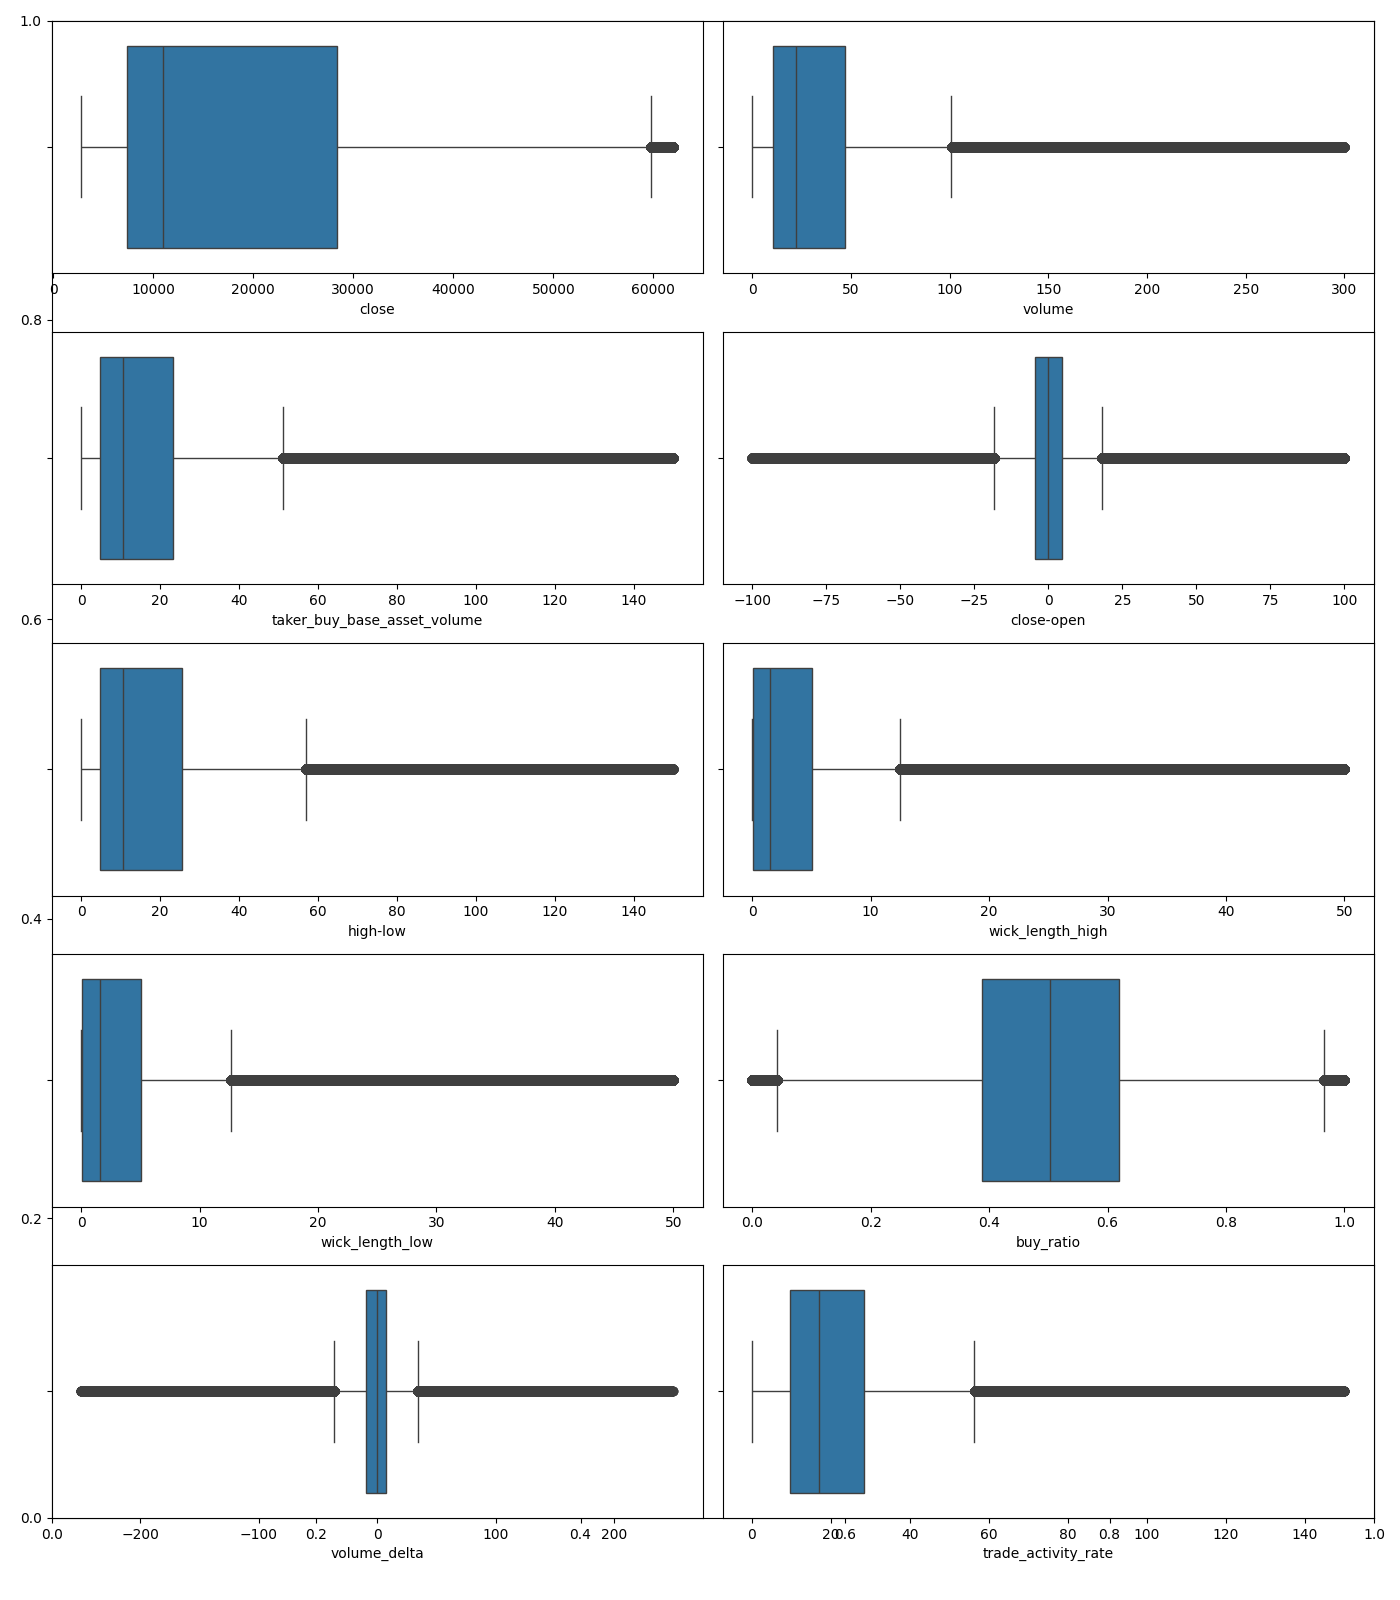 1.0
0 10000 20000 30000 40000 50000 60000
close
0 50 100 150 200 250 300
volume
0.8
0 20 40 60 80 100 120 140
taker_buy_base_asset_volume
−100 −75 −50 −25 0 25 50 75 100
close-open
0.6
0 20 40 60 80 100 120 140
high-low
0 10 20 30 40 50
wick_length_high
0.4
0 10 20 30 40 50
wick_length_low
0.0 0.2 0.4 0.6 0.8 1.0
buy_ratio
0.2
0.0
0.0 −200 −100 0.2 0 100 0.4 200
volume_delta
0 20 0.6 40 60 80 0.8 100 120 140 1.0
trade_activity_rate